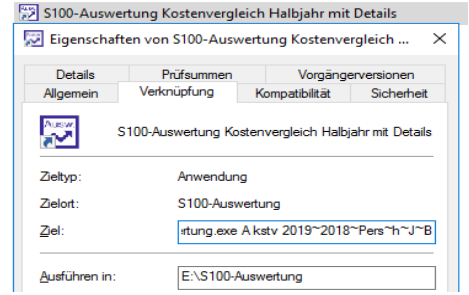 S100-Auswertung Kostenvergleich Halbjahr mit Details
Eigenschaften von S100-Auswertung Kostenvergleich ...
Details Prüfsummen Vorgängerversionen
Allgemein Verknüpfung Kompatibilität Sicherheit
Ausw.
S100-Auswertung Kostenvergleich Halbjahr mit Details
Zieltyp: Anwendung
Zielort: S100-Auswertung
Ziel: rtung.exe A kstv 2019~2018~Pers~h~J~B
Ausführen in: E:\S100-Auswertung